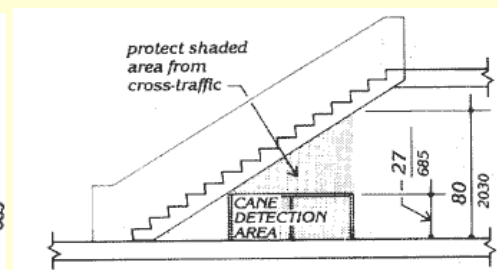 protect shaded
area from
cross-traffic
CANE
DETECTION
AREA
27
685
80
2030